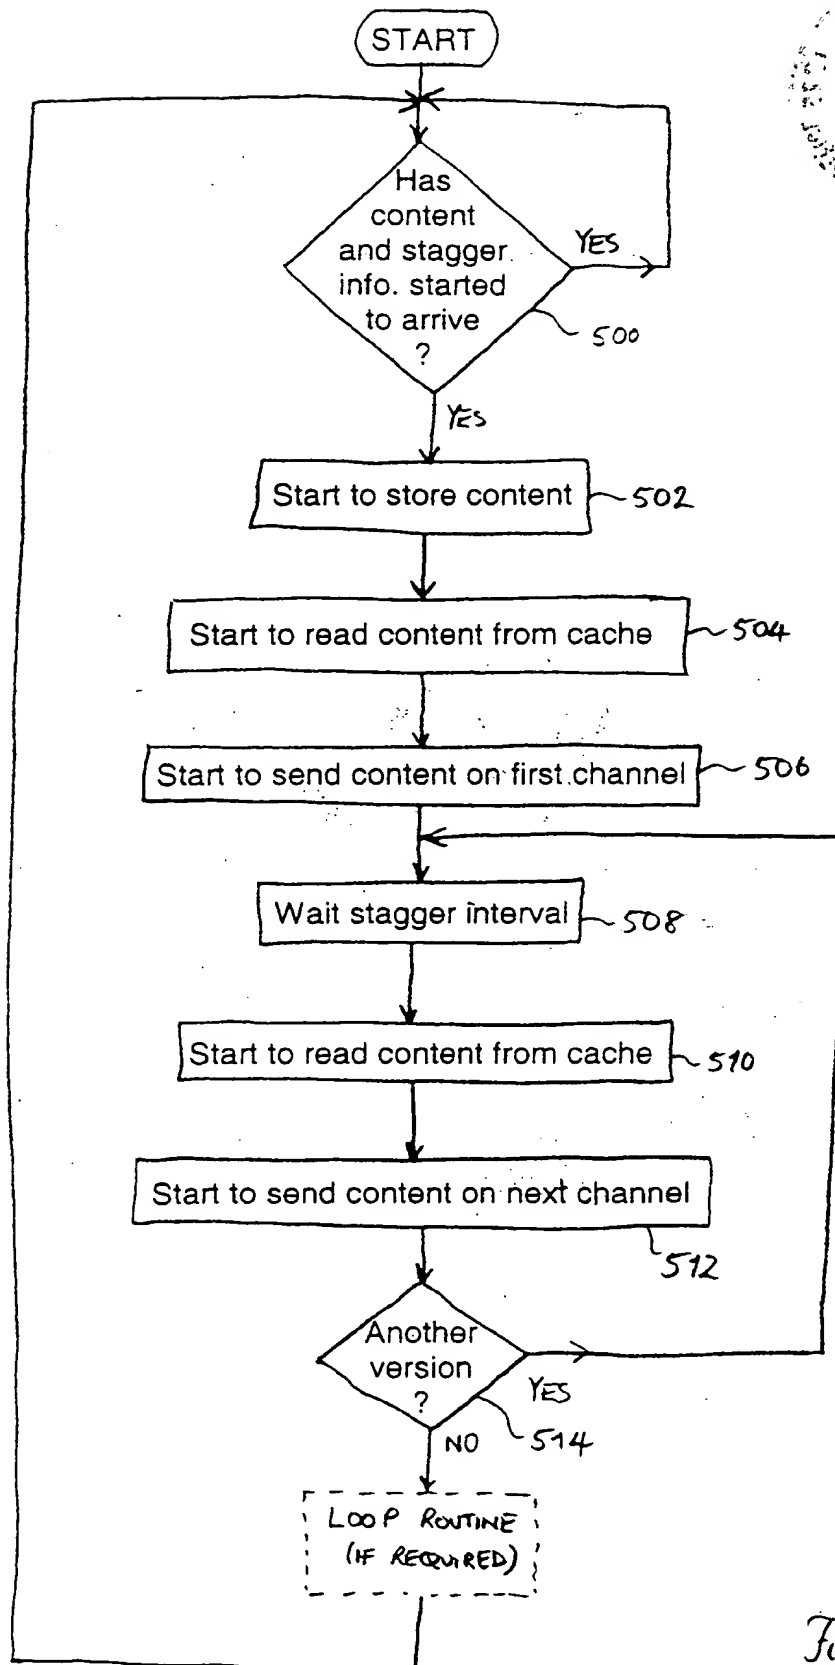 START
Has
content
and stagger
info. started
to arrive
?
YES
500
YES
Start to store content
502
Start to read content from cache
504
Start to send content on first channel
506
Wait stagger interval
508
Start to read content from cache
510
Start to send content on next channel
512
Another
version
?
YES
514
NO
LOOP ROUTINE
(IF REQUIRED)